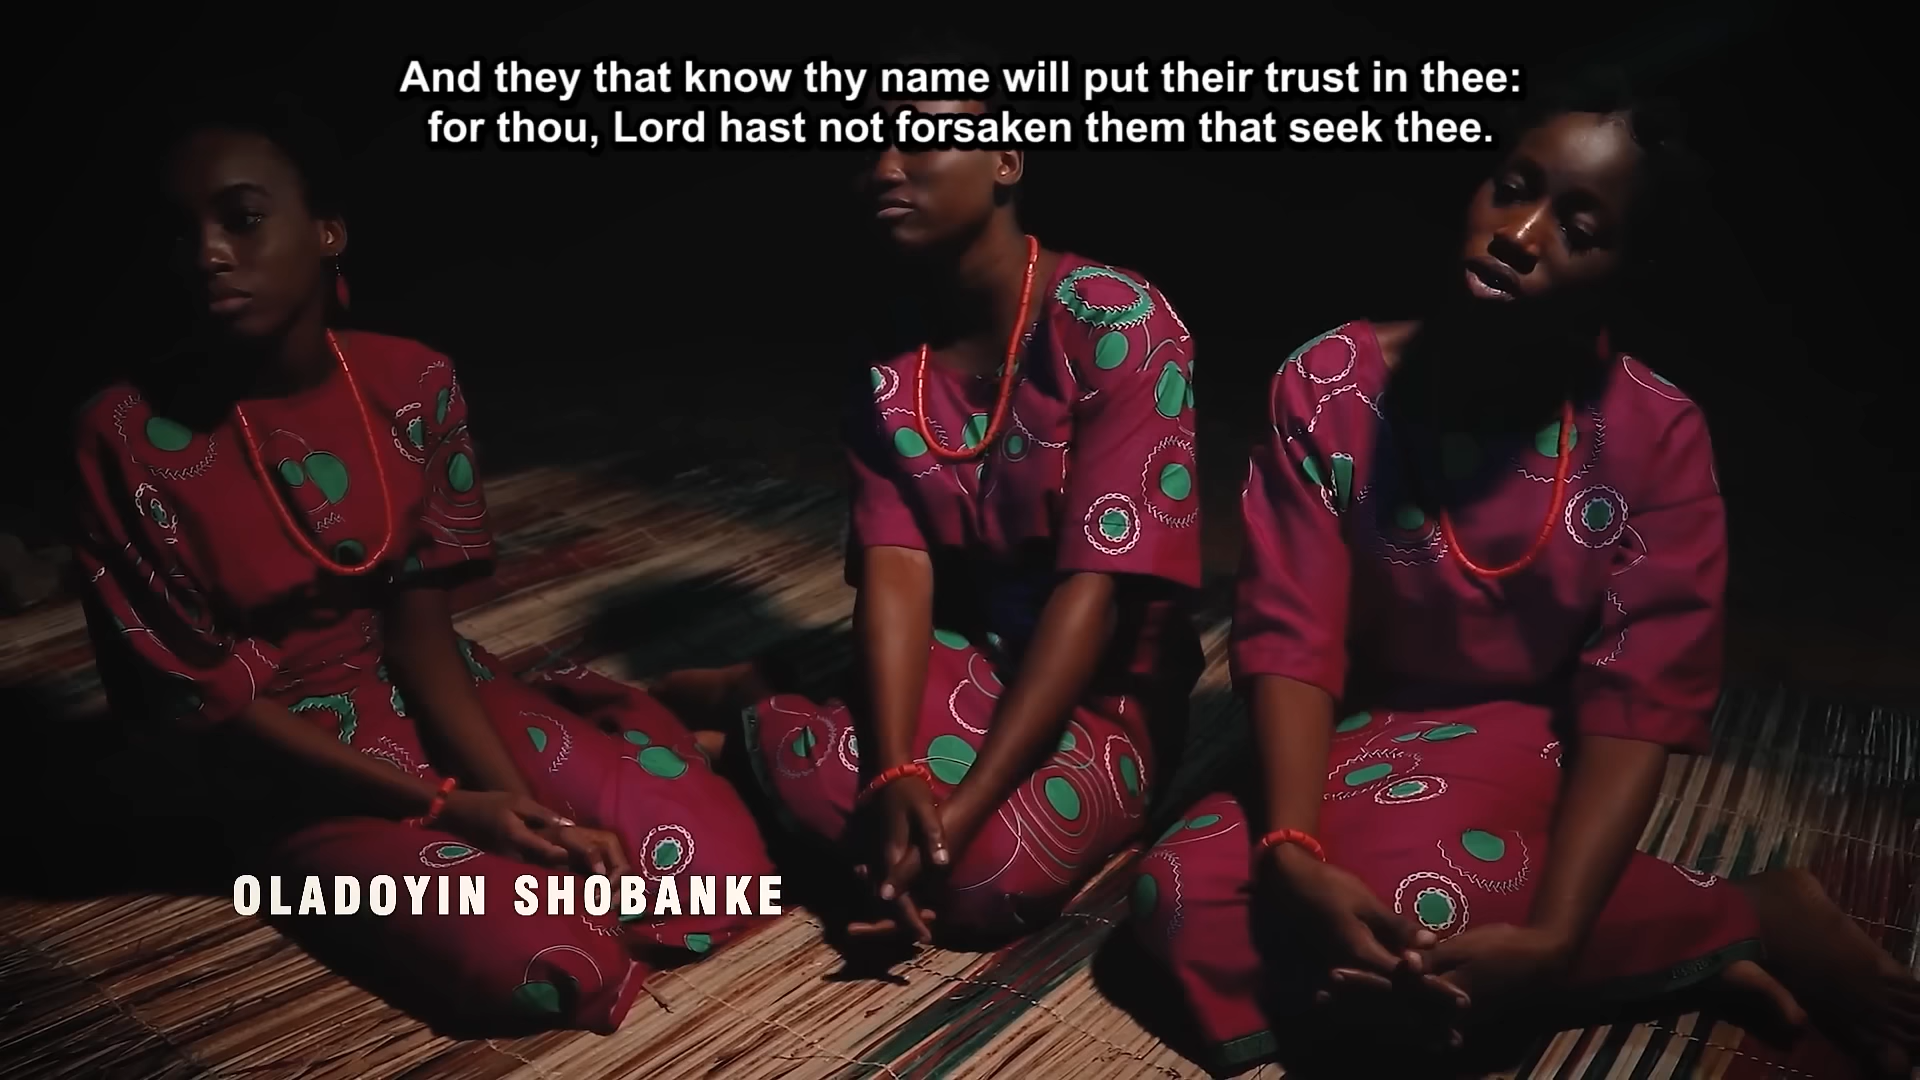 And they that know thy name will put their trust in thee:
for thou, Lord hast not forsaken them that seek thee.
OLADOYIN SHOBANKE